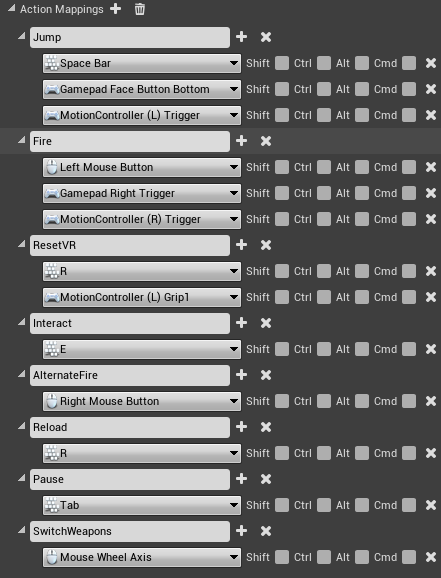 Action Mappings
Jump
Space Bar Shift Ctrl Alt Cmd
Gamepad Face Button Bottom Shift Ctrl Alt Cmd
MotionController (L) Trigger Shift Ctrl Alt Cmd
Fire
Left Mouse Button Shift Ctrl Alt Cmd
Gamepad Right Trigger Shift Ctrl Alt Cmd
MotionController (R) Trigger Shift Ctrl Alt Cmd
ResetVR
R Shift Ctrl Alt Cmd
MotionController (L) Grip1 Shift Ctrl Alt Cmd
Interact
E Shift Ctrl Alt Cmd
AlternateFire
Right Mouse Button Shift Ctrl Alt Cmd
Reload
R Shift Ctrl Alt Cmd
Pause
Tab Shift Ctrl Alt Cmd
SwitchWeapons
Mouse Wheel Axis Shift Ctrl Alt Cmd